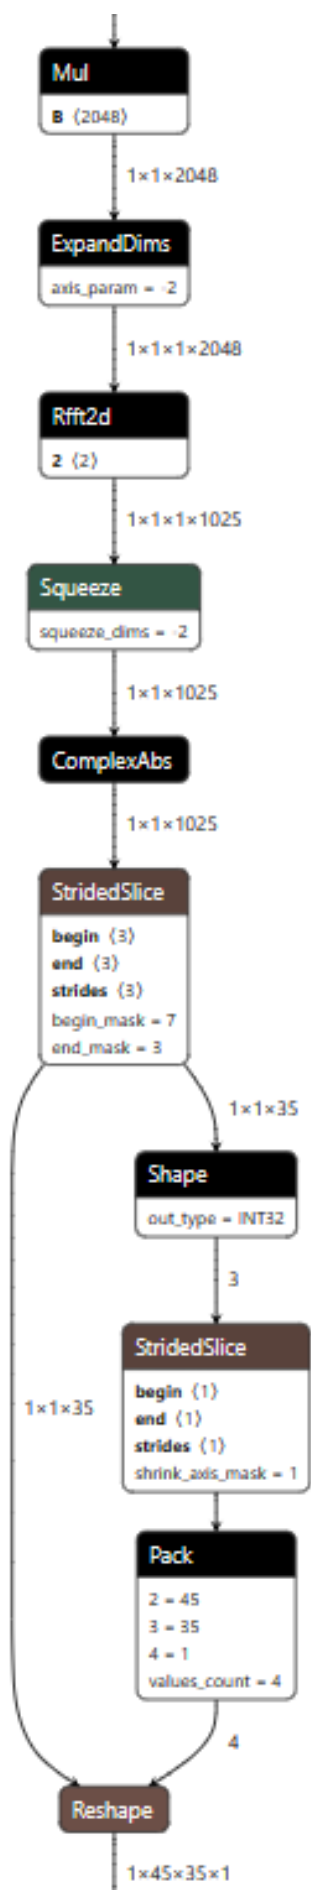 Mul
B ⟨2048⟩
1×1×2048
ExpandDims
axis_param = -2
1×1×1×2048
Rfft2d
2 ⟨2⟩
1×1×1×1025
Squeeze
squeeze_dims = -2
1×1×1025
ComplexAbs
1×1×1025
StridedSlice
begin ⟨3⟩
end ⟨3⟩
strides ⟨3⟩
begin_mask = 7
end_mask = 3
1×1×35
Shape
out_type = INT32
3
StridedSlice
begin ⟨1⟩
end ⟨1⟩
strides ⟨1⟩
shrink_axis_mask = 1
1×1×35
Pack
2 = 45
3 = 35
4 = 1
values_count = 4
4
Reshape
1×45×35×1